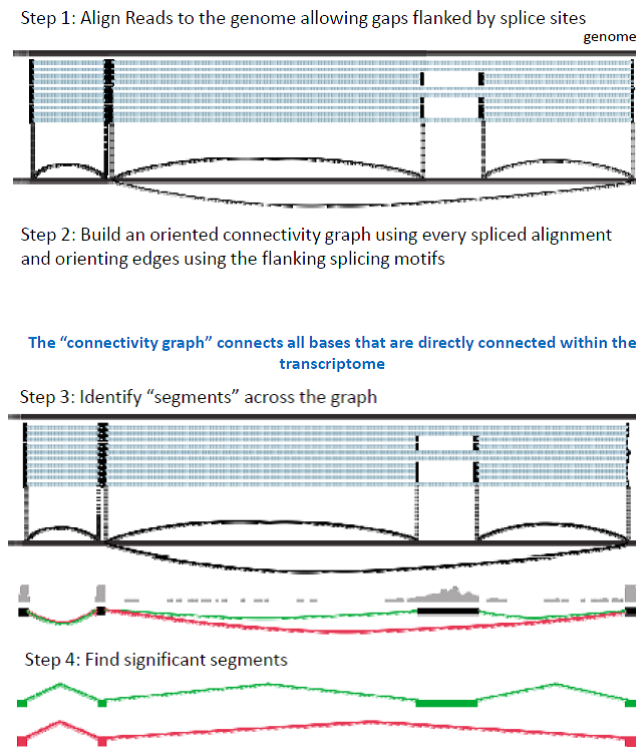 Step 1: Align Reads to the genome allowing gaps flanked by splice sites
genome
Step 2: Build an oriented connectivity graph using every spliced alignment
and orienting edges using the flanking splicing motifs
The “connectivity graph” connects all bases that are directly connected within the
transcriptome
Step 3: Identify “segments” across the graph
Step 4: Find significant segments